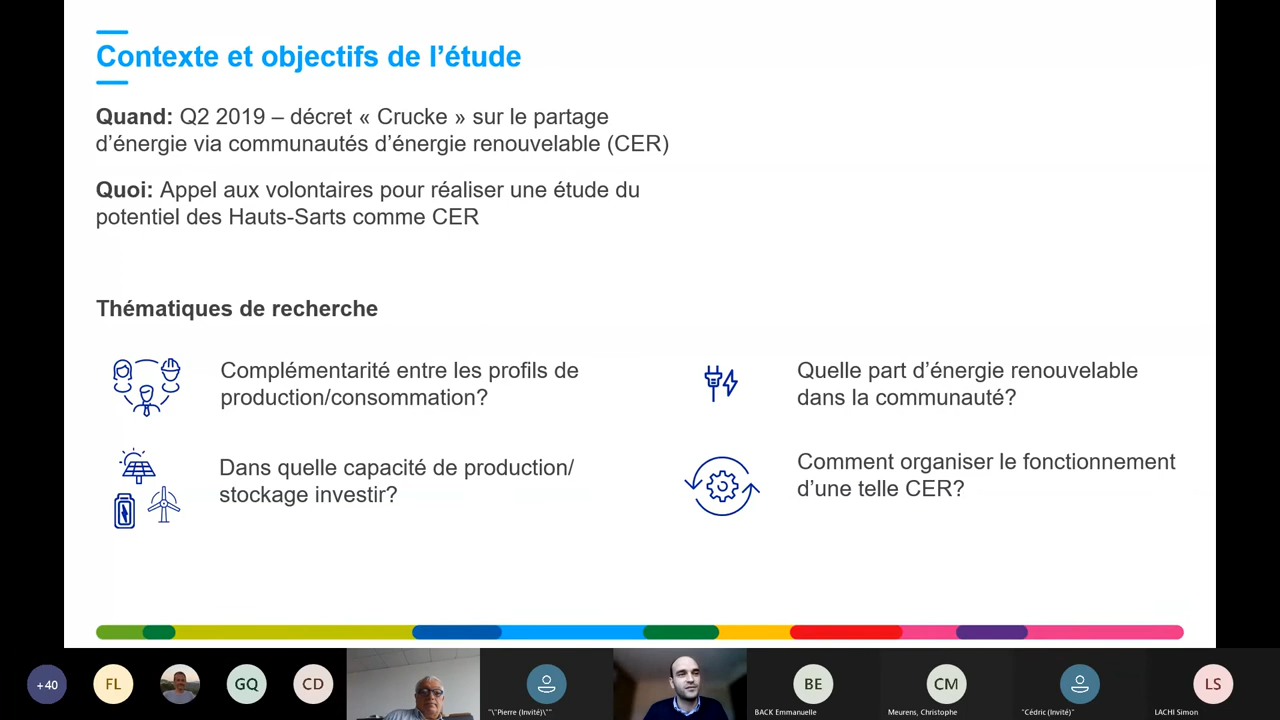 Contexte et objectifs de l’étude
Quand: Q2 2019 – décret « Crucke » sur le partage
d’énergie via communautés d’énergie renouvelable (CER)
Quoi: Appel aux volontaires pour réaliser une étude du
potentiel des Hauts-Sarts comme CER
Thématiques de recherche
Complémentarité entre les profils de
production/consommation?
Quelle part d’énergie renouvelable
dans la communauté?
Dans quelle capacité de production/
stockage investir?
Comment organiser le fonctionnement
d’une telle CER?
+40
FL
GQ
CD
"\"Pierre (Invité)\""
BE
BACK Emmanuelle
CM
Meurens, Christophe
"Cédric (Invité)"
LS
LACHI Simon